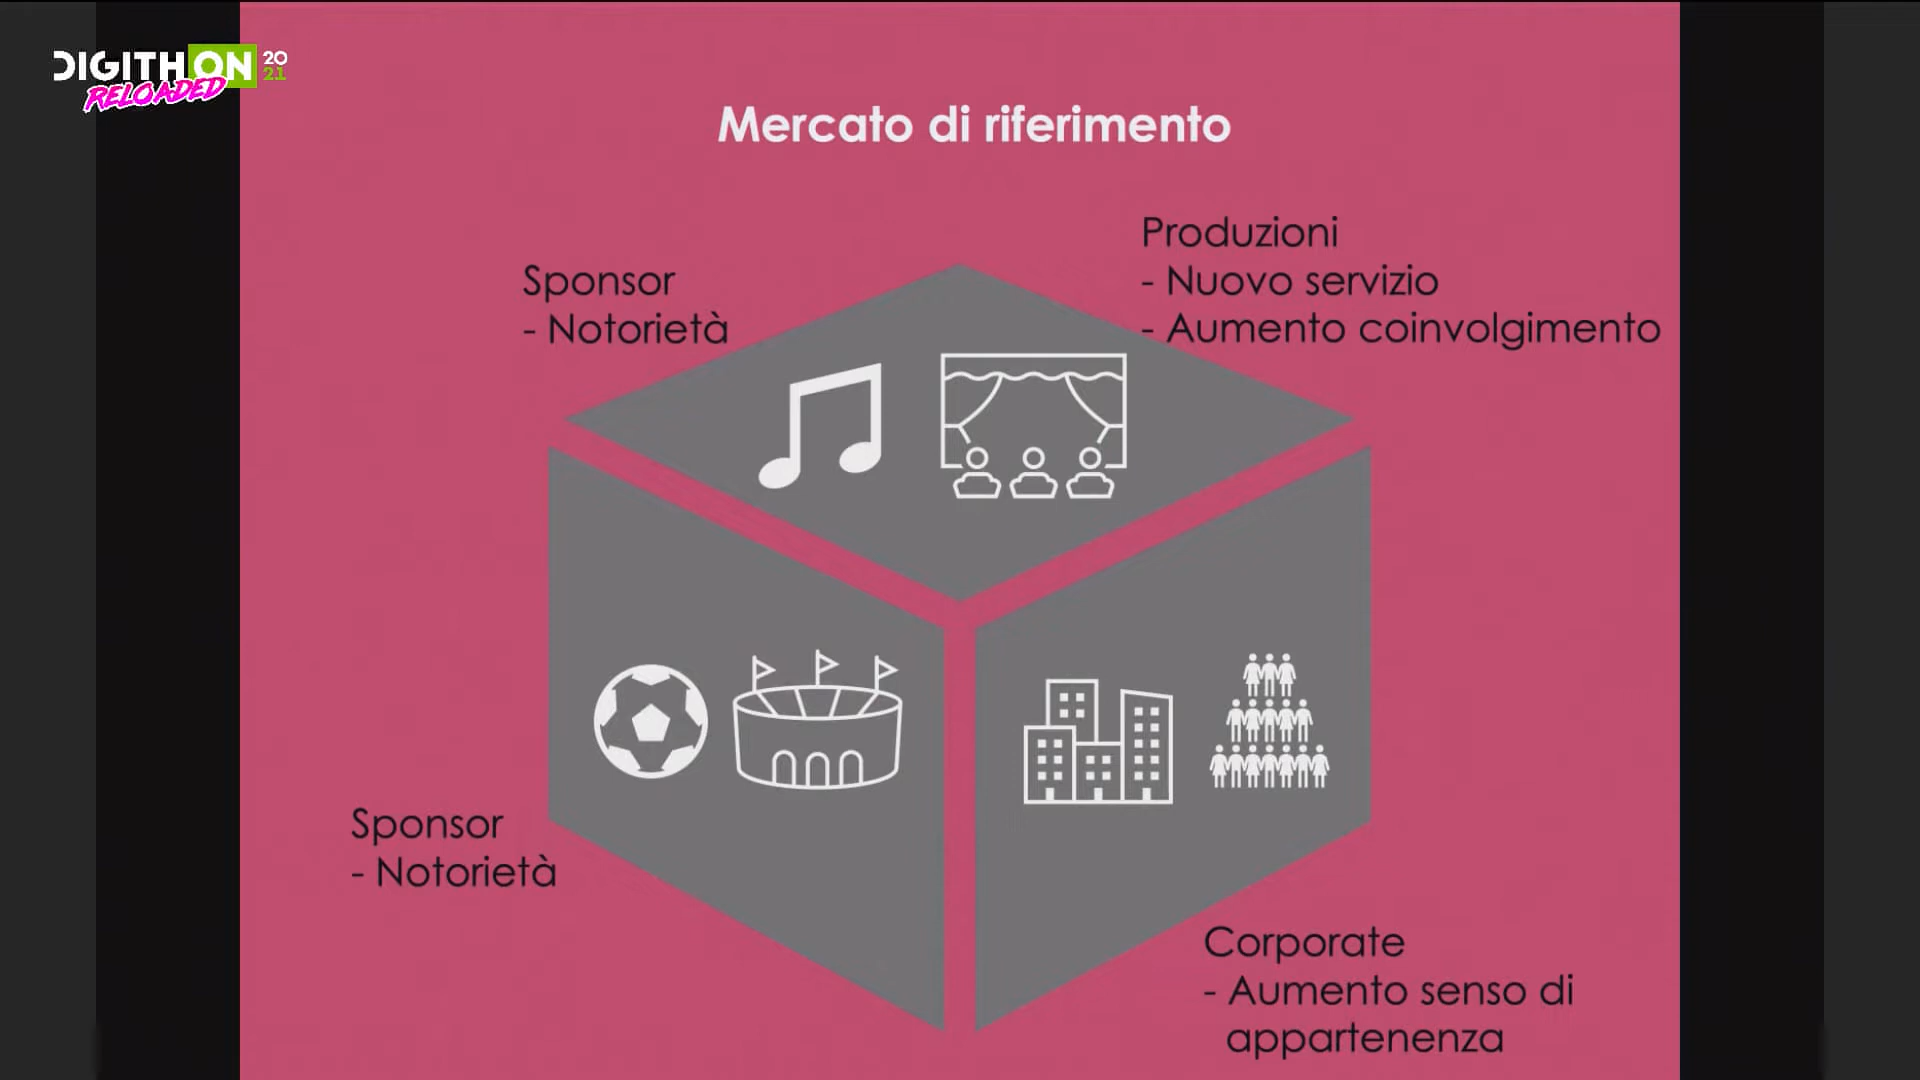 DIGITHON 2021
RELOADED
Mercato di riferimento
Sponsor
- Notorietà
Produzioni
- Nuovo servizio
- Aumento coinvolgimento
Sponsor
- Notorietà
Corporate
- Aumento senso di
appartenenza